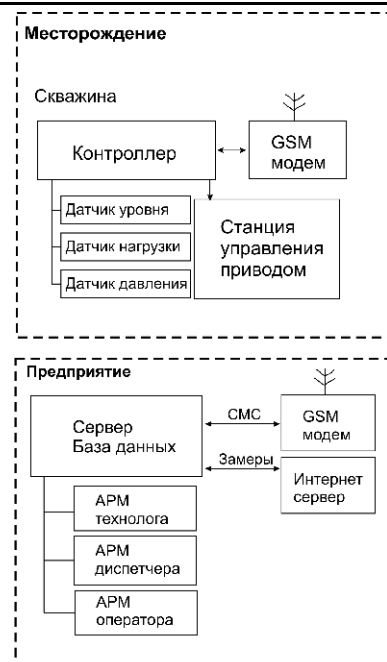 Месторождение
Скважина
Контроллер
GSM
модем
Датчик уровня
Датчик нагрузки
Датчик давления
Станция
управления
приводом
Предприятие
Сервер
База данных
СМС
GSM
модем
Замеры
Интернет
сервер
АРМ
технолога
АРМ
диспетчера
АРМ
оператора